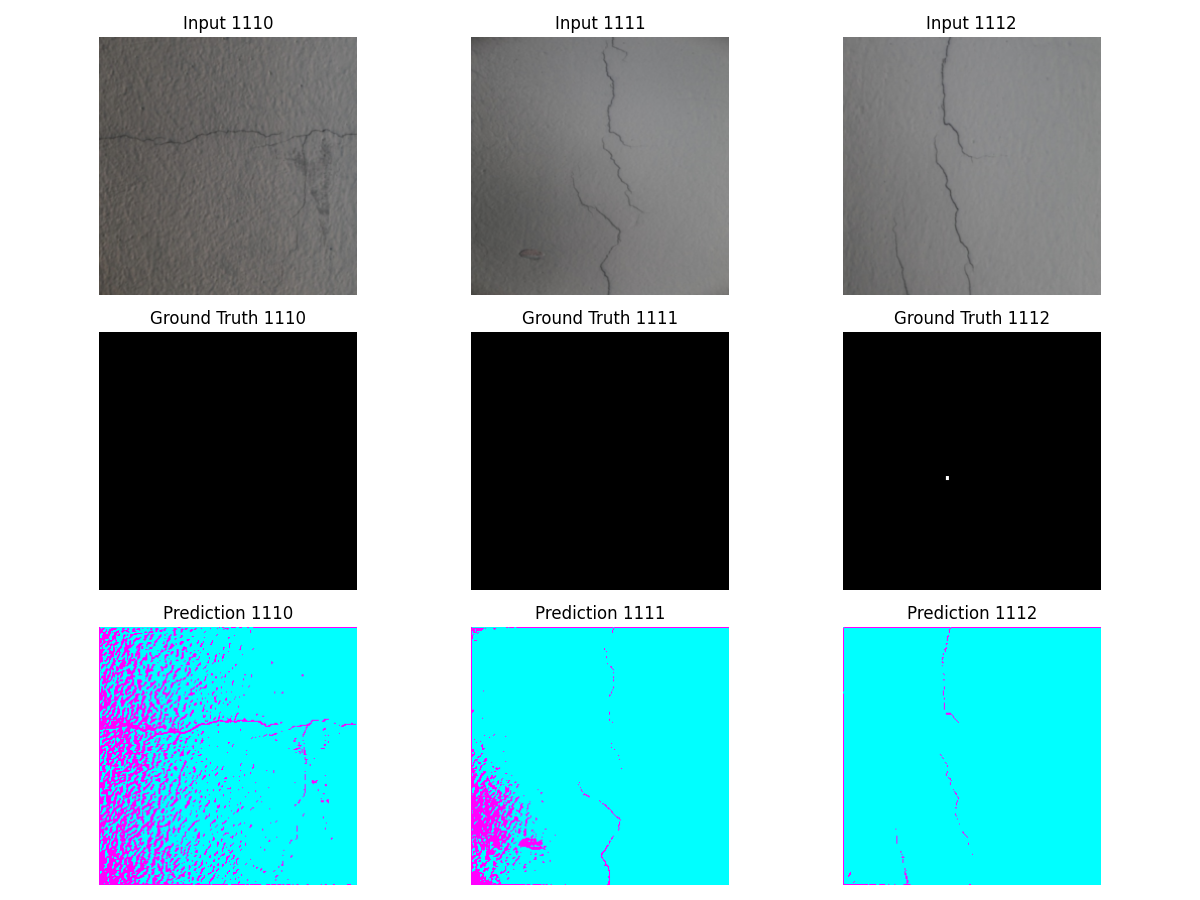 Input 1110
Input 1111
Input 1112
Ground Truth 1110
Ground Truth 1111
Ground Truth 1112
Prediction 1110
Prediction 1111
Prediction 1112